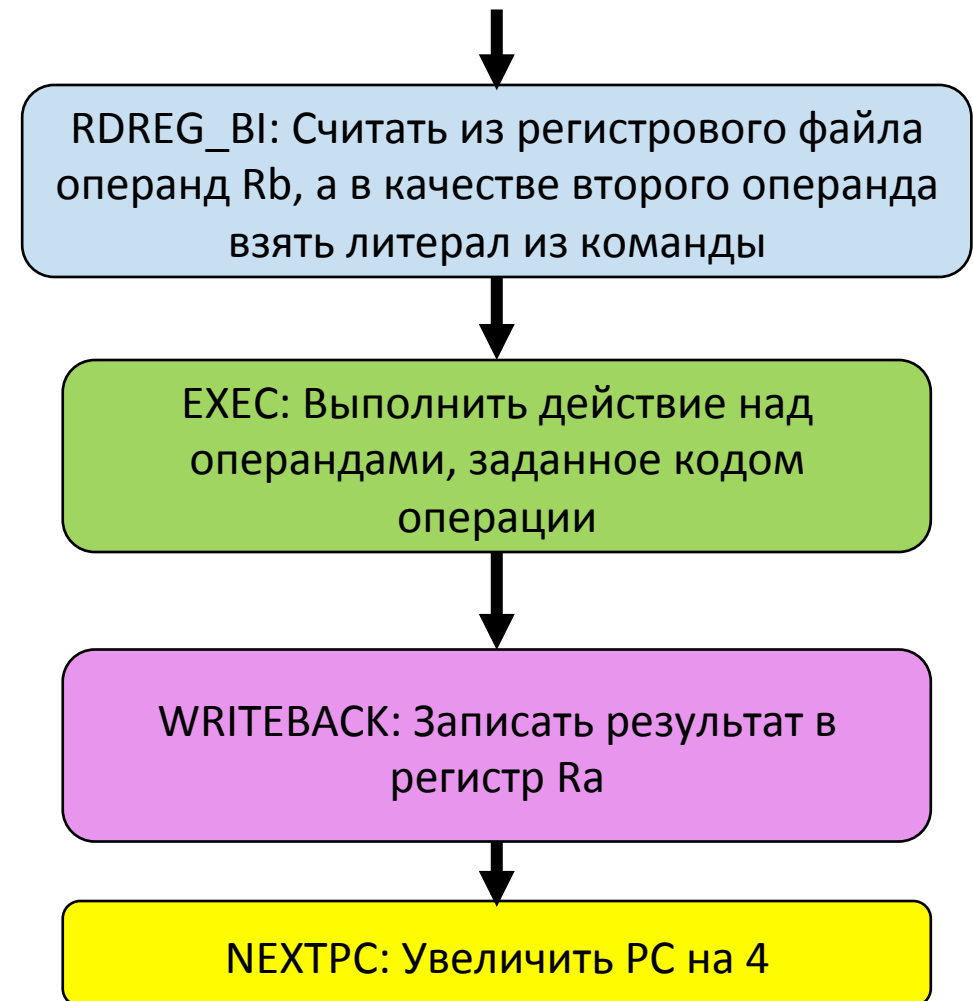 RDREG_BI: Считать из регистрового файла
операнд Rb, а в качестве второго операнда
взять литерал из команды
EXEC: Выполнить действие над
операндами, заданное кодом
операции
WRITEBACK: Записать результат в
регистр Ra
NEXTPC: Увеличить PC на 4